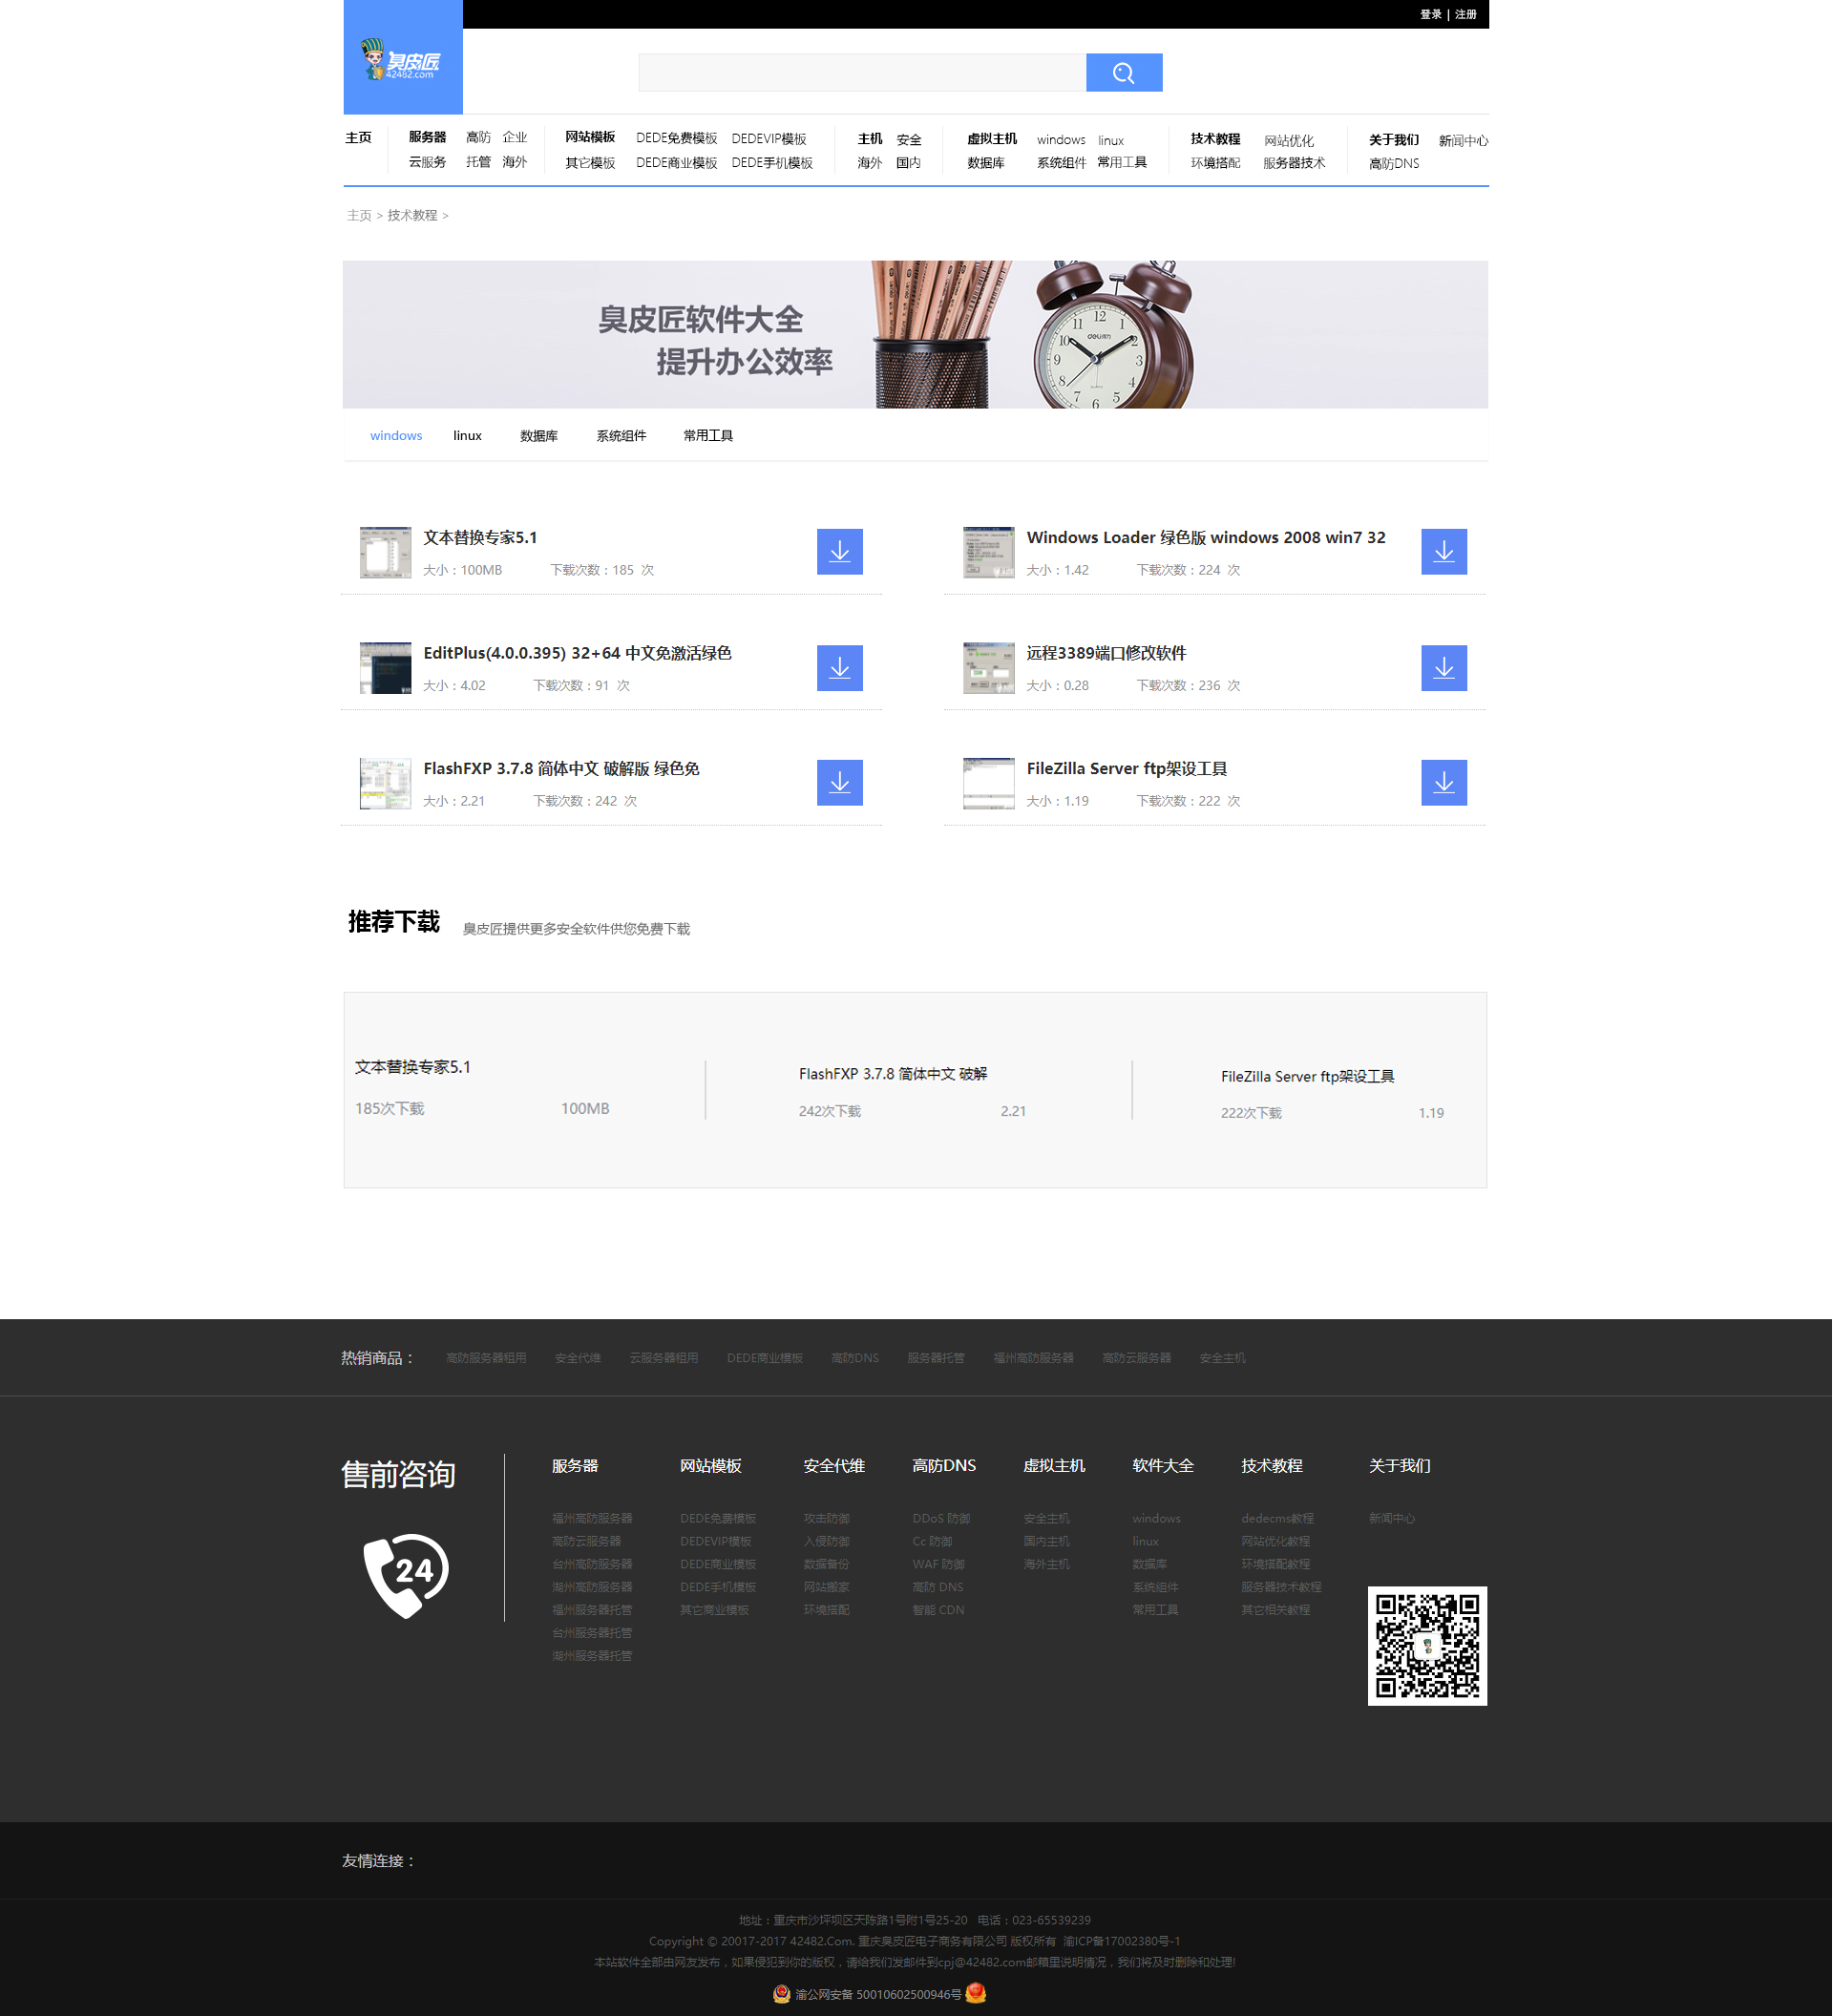 登录 | 注册
臭皮匠
42482.com
主页 服务器 高防 企业 网站模板 DEDE免费模板 DEDEVIP模板 主机 安全 虚拟主机 windows linux 技术教程 网站优化 关于我们 新闻中心
云服务 托管 海外 其它模板 DEDE商业模板 DEDE手机模板 海外 国内 数据库 系统组件 常用工具 环境搭配 服务器技术 高防DNS
主页 > 技术教程 >
臭皮匠软件大全
提升办公效率
windows linux 数据库 系统组件 常用工具
文本替换专家5.1
大小：100MB 下载次数：185 次
Windows Loader 绿色版 windows 2008 win7 32
大小：1.42 下载次数：224 次
EditPlus(4.0.0.395) 32+64 中文免激活绿色
大小：4.02 下载次数：91 次
远程3389端口修改软件
大小：0.28 下载次数：236 次
FlashFXP 3.7.8 简体中文 破解版 绿色免
大小：2.21 下载次数：242 次
FileZilla Server ftp架设工具
大小：1.19 下载次数：222 次
推荐下载 臭皮匠提供更多安全软件供您免费下载
文本替换专家5.1
185次下载 100MB
FlashFXP 3.7.8 简体中文 破解
242次下载 2.21
FileZilla Server ftp架设工具
222次下载 1.19
热销商品： 高防服务器租用 安全代维 云服务器租用 DEDE商业模板 高防DNS 服务器托管 福州高防服务器 高防云服务器 安全主机
售前咨询
24
服务器
福州高防服务器
高防云服务器
台州高防服务器
湖州高防服务器
福州服务器托管
台州服务器托管
湖州服务器托管
网站模板
DEDE免费模板
DEDEVIP模板
DEDE商业模板
DEDE手机模板
其它商业模板
安全代维
攻击防御
入侵防御
数据备份
网站搬家
环境搭配
高防DNS
DDoS 防御
Cc 防御
WAF 防御
高防 DNS
智能 CDN
虚拟主机
安全主机
国内主机
海外主机
软件大全
windows
linux
数据库
系统组件
常用工具
技术教程
dedecms教程
网站优化教程
环境搭配教程
服务器技术教程
其它相关教程
关于我们
新闻中心
友情连接：
地址：重庆市沙坪坝区天陈路1号附1号25-20 电话：023-65539239
Copyright © 20017-2017 42482.Com. 重庆臭皮匠电子商务有限公司 版权所有 渝ICP备17002380号-1
本站软件全部由网友发布，如果侵犯到你的版权，请给我们发邮件到cpj@42482.com邮箱里说明情况，我们将及时删除和处理!
渝公网安备 50010602500946号